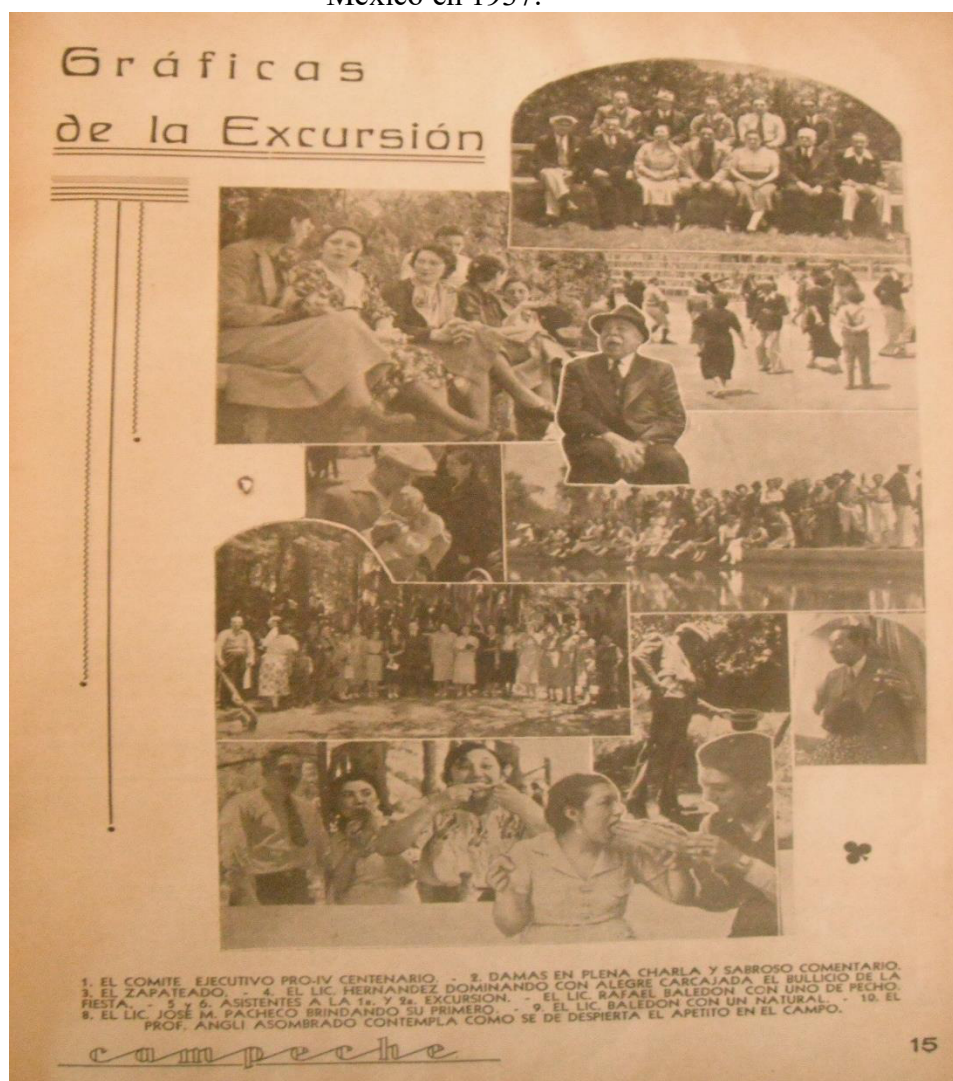 México en 1937.
Gráficas
de la Excursión
1. EL COMITE EJECUTIVO PRO-IV CENTENARIO. - 2. DAMAS EN PLENA CHARLA Y SABROSO COMENTARIO.
3. EL ZAPATEADO. - 4. EL LIC. HERNANDEZ DOMINANDO CON ALEGRE CARCAJADA EL BULLICIO DE LA
FIESTA. - 5 y 6. ASISTENTES A LA 1a. Y 2a. EXCURSION. - EL LIC. RAFAEL BALEDON CON UNO DE PECHO.
8. EL LIC. JOSÉ M. PACHECO BRINDANDO SU PRIMERO. - 9. EL LIC. BALEDON CON UN NATURAL. - 10. EL
PROF. ANGLI ASOMBRADO CONTEMPLA COMO SE DE DESPIERTA EL APETITO EN EL CAMPO.
campeche
15